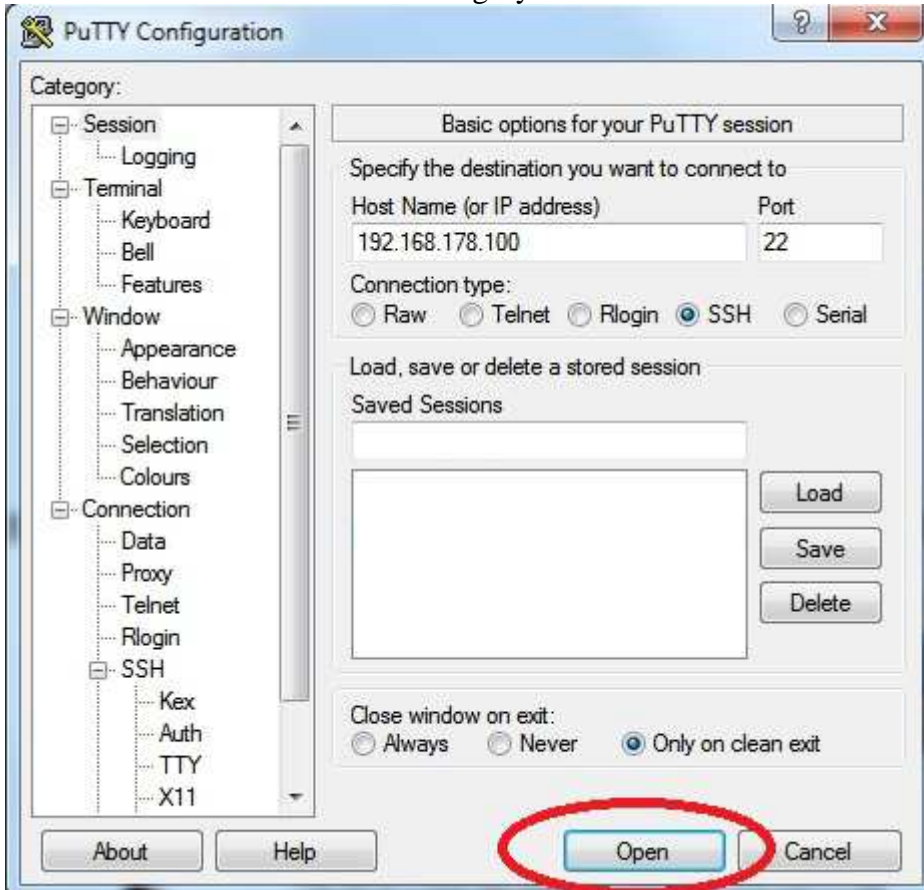 PuTTY Configuration
Category:
Session
Logging
Terminal
Keyboard
Bell
Features
Window
Appearance
Behaviour
Translation
Selection
Colours
Connection
Data
Proxy
Telnet
Rlogin
SSH
Kex
Auth
TTY
X11
Basic options for your PuTTY session
Specify the destination you want to connect to
Host Name (or IP address) Port
192.168.178.100 22
Connection type:
Raw Telnet Rlogin SSH Serial
Load, save or delete a stored session
Saved Sessions
Load
Save
Delete
Close window on exit:
Always Never Only on clean exit
About Help Open Cancel